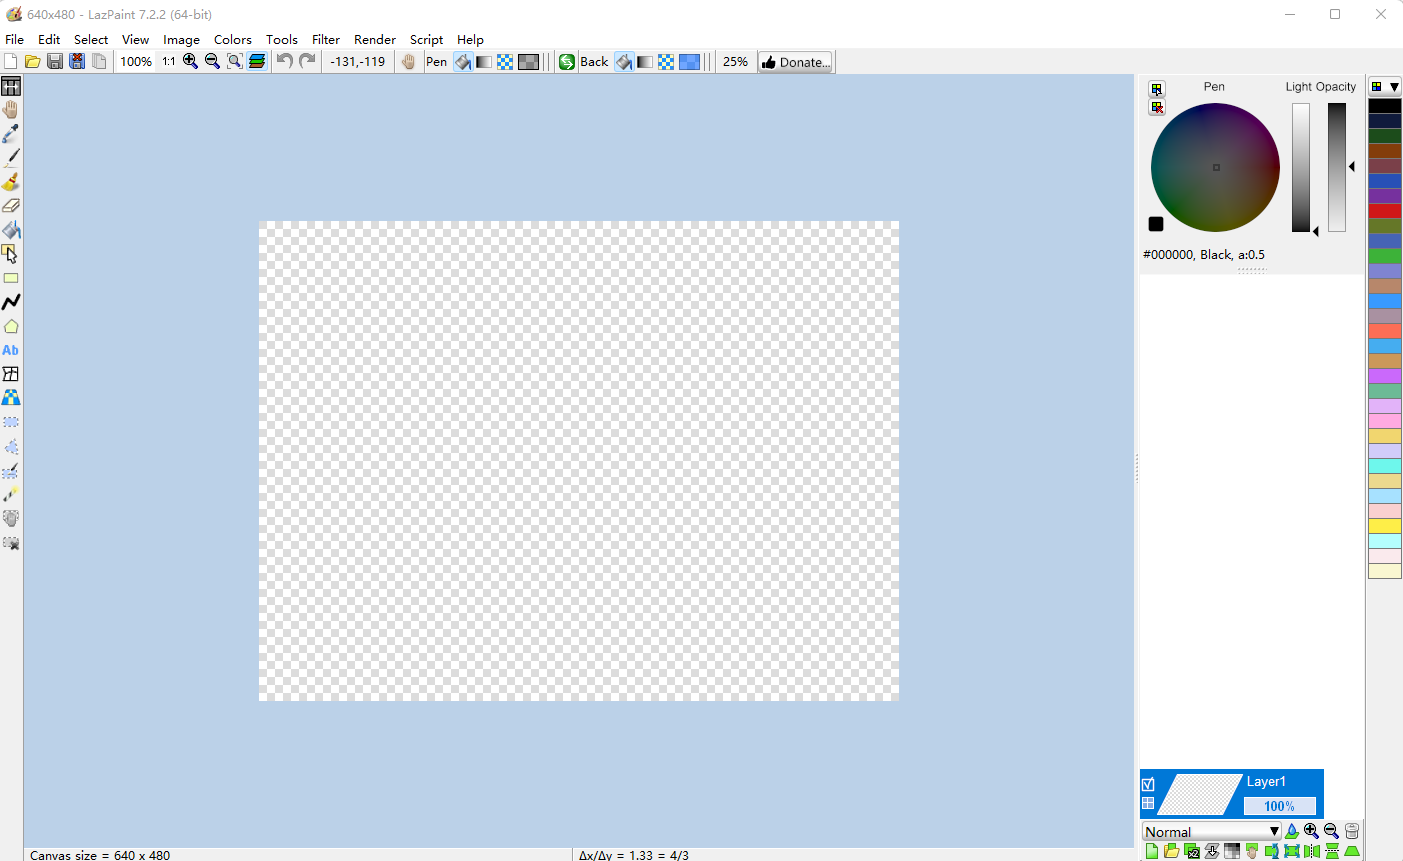 640x480 - LazPaint 7.2.2 (64-bit)
File Edit Select View Image Colors Tools Filter Render Script Help
100% 1:1 -131,-119 Pen Back 25% Donate...
Pen Light Opacity
#000000, Black, a:0.5
Ab
Layer1
100%
Normal
x2
Canvas size = 640 x 480 Δx/Δy = 1.33 = 4/3